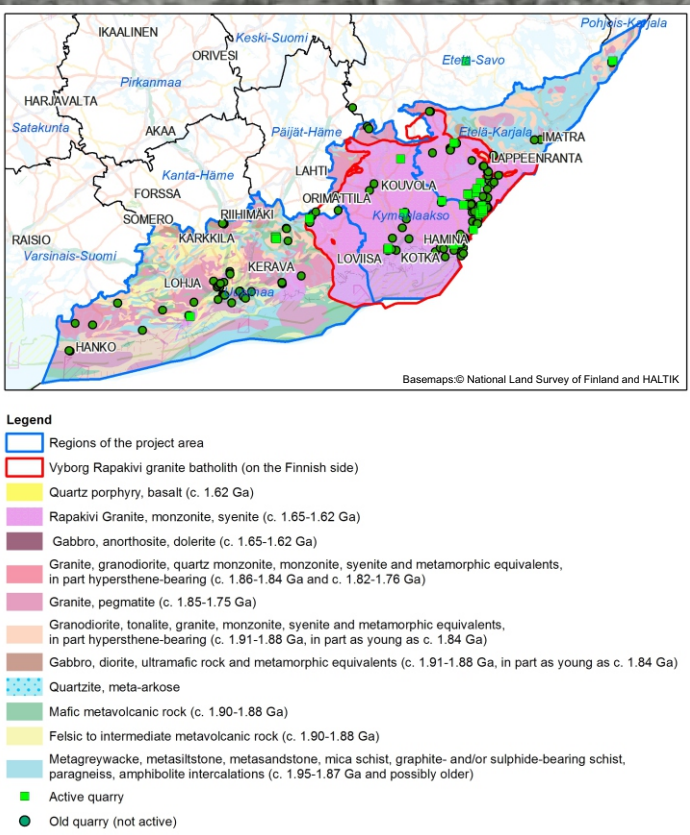 Pohjois-Karjala
IKAALINEN
Keski-Suomi
ORIVESI
Etelä-Savo
Pirkanmaa
HARJAVALTA
Satakunta
AKAA
Päijät-Häme
Etelä-Karjala
IMATRA
LAPPEENRANTA
Kanta-Häme
LAHTI
KOUVOLA
FORSSA
ORIMATTILA
SOMERO
RIIHIMÄKI
Kymenlaakso
RAISIO
KARKKILA
HAMINA
Varsinais-Suomi
KERAVA
LOVIISA
KOTKA
LOHJA
HANKO
Basemaps:© National Land Survey of Finland and HALTIK
Legend
Regions of the project area
Vyborg Rapakivi granite batholith (on the Finnish side)
Quartz porphyry, basalt (c. 1.62 Ga)
Rapakivi Granite, monzonite, syenite (c. 1.65-1.62 Ga)
Gabbro, anorthosite, dolerite (c. 1.65-1.62 Ga)
Granite, granodiorite, quartz monzonite, monzonite, syenite and metamorphic equivalents,
in part hypersthene-bearing (c. 1.86-1.84 Ga and c. 1.82-1.76 Ga)
Granite, pegmatite (c. 1.85-1.75 Ga)
Granodiorite, tonalite, granite, monzonite, syenite and metamorphic equivalents,
in part hypersthene-bearing (c. 1.91-1.88 Ga, in part as young as c. 1.84 Ga)
Gabbro, diorite, ultramafic rock and metamorphic equivalents (c. 1.91-1.88 Ga, in part as young as c. 1.84 Ga)
Quartzite, meta-arkose
Mafic metavolcanic rock (c. 1.90-1.88 Ga)
Felsic to intermediate metavolcanic rock (c. 1.90-1.88 Ga)
Metagreywacke, metasiltstone, metasandstone, mica schist, graphite- and/or sulphide-bearing schist,
paragneiss, amphibolite intercalations (c. 1.95-1.87 Ga and possibly older)
Active quarry
Old quarry (not active)